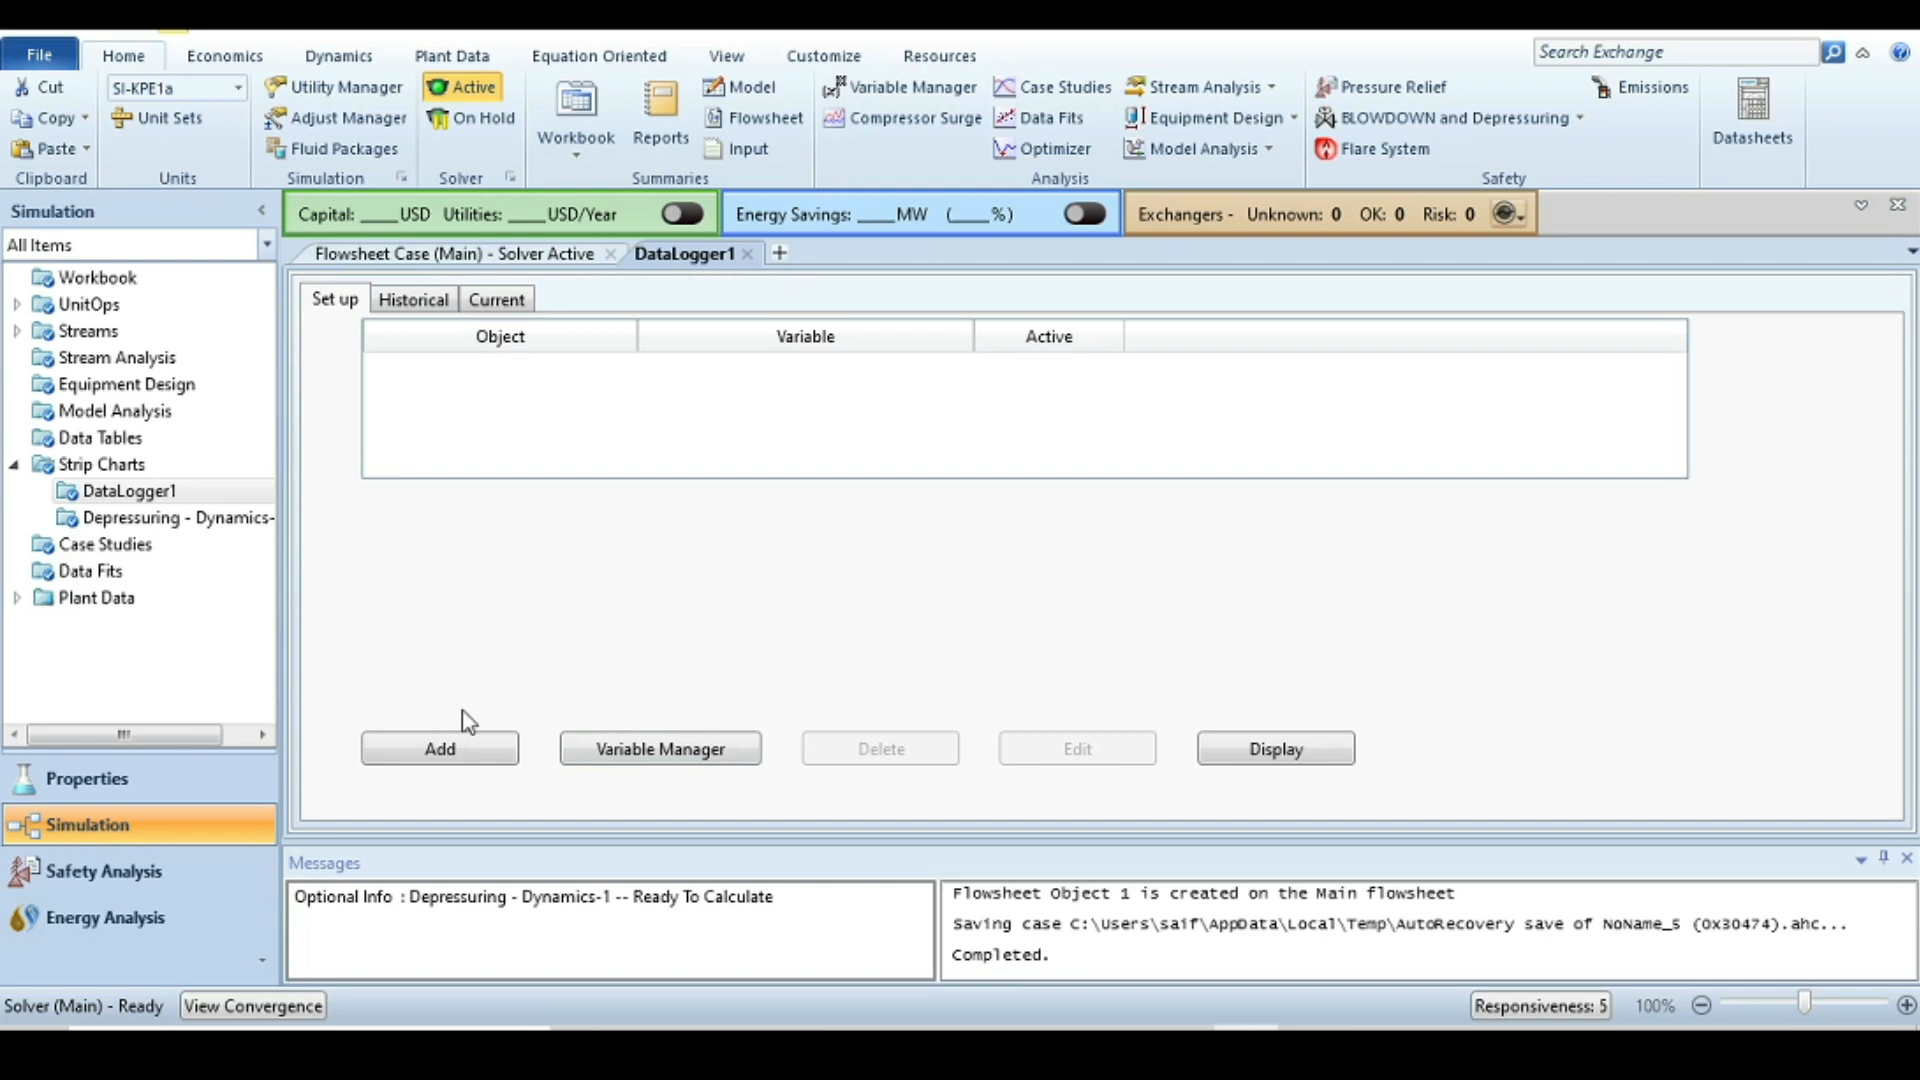 File Home Economics Dynamics Plant Data Equation Oriented View Customize Resources Search Exchange
Cut SI-KPE1a Utility Manager Active Model Variable Manager Case Studies Stream Analysis Pressure Relief Emissions
Copy Unit Sets Adjust Manager On Hold Workbook Reports Flowsheet Compressor Surge Data Fits Equipment Design BLOWDOWN and Depressuring Datasheets
Paste Fluid Packages Input Optimizer Model Analysis Flare System
Clipboard Units Simulation Solver Summaries Analysis Safety
Simulation Capital: ____USD Utilities: ____USD/Year Energy Savings: ____MW (____%) Exchangers - Unknown: 0 OK: 0 Risk: 0
All Items Flowsheet Case (Main) - Solver Active DataLogger1
Workbook
UnitOps
Streams
Stream Analysis
Equipment Design
Model Analysis
Data Tables
Strip Charts
DataLogger1
Depressuring - Dynamics-
Case Studies
Data Fits
Plant Data
Set up Historical Current
Object Variable Active
Add Variable Manager Delete Edit Display
Properties
Simulation
Safety Analysis
Energy Analysis
Messages
Optional Info : Depressuring - Dynamics-1 -- Ready To Calculate
Flowsheet Object 1 is created on the Main flowsheet
Saving case C:\Users\saif\AppData\Local\Temp\AutoRecovery save of NoName_5 (0x30474).ahc...
Completed.
Solver (Main) - Ready View Convergence Responsiveness: 5 100%